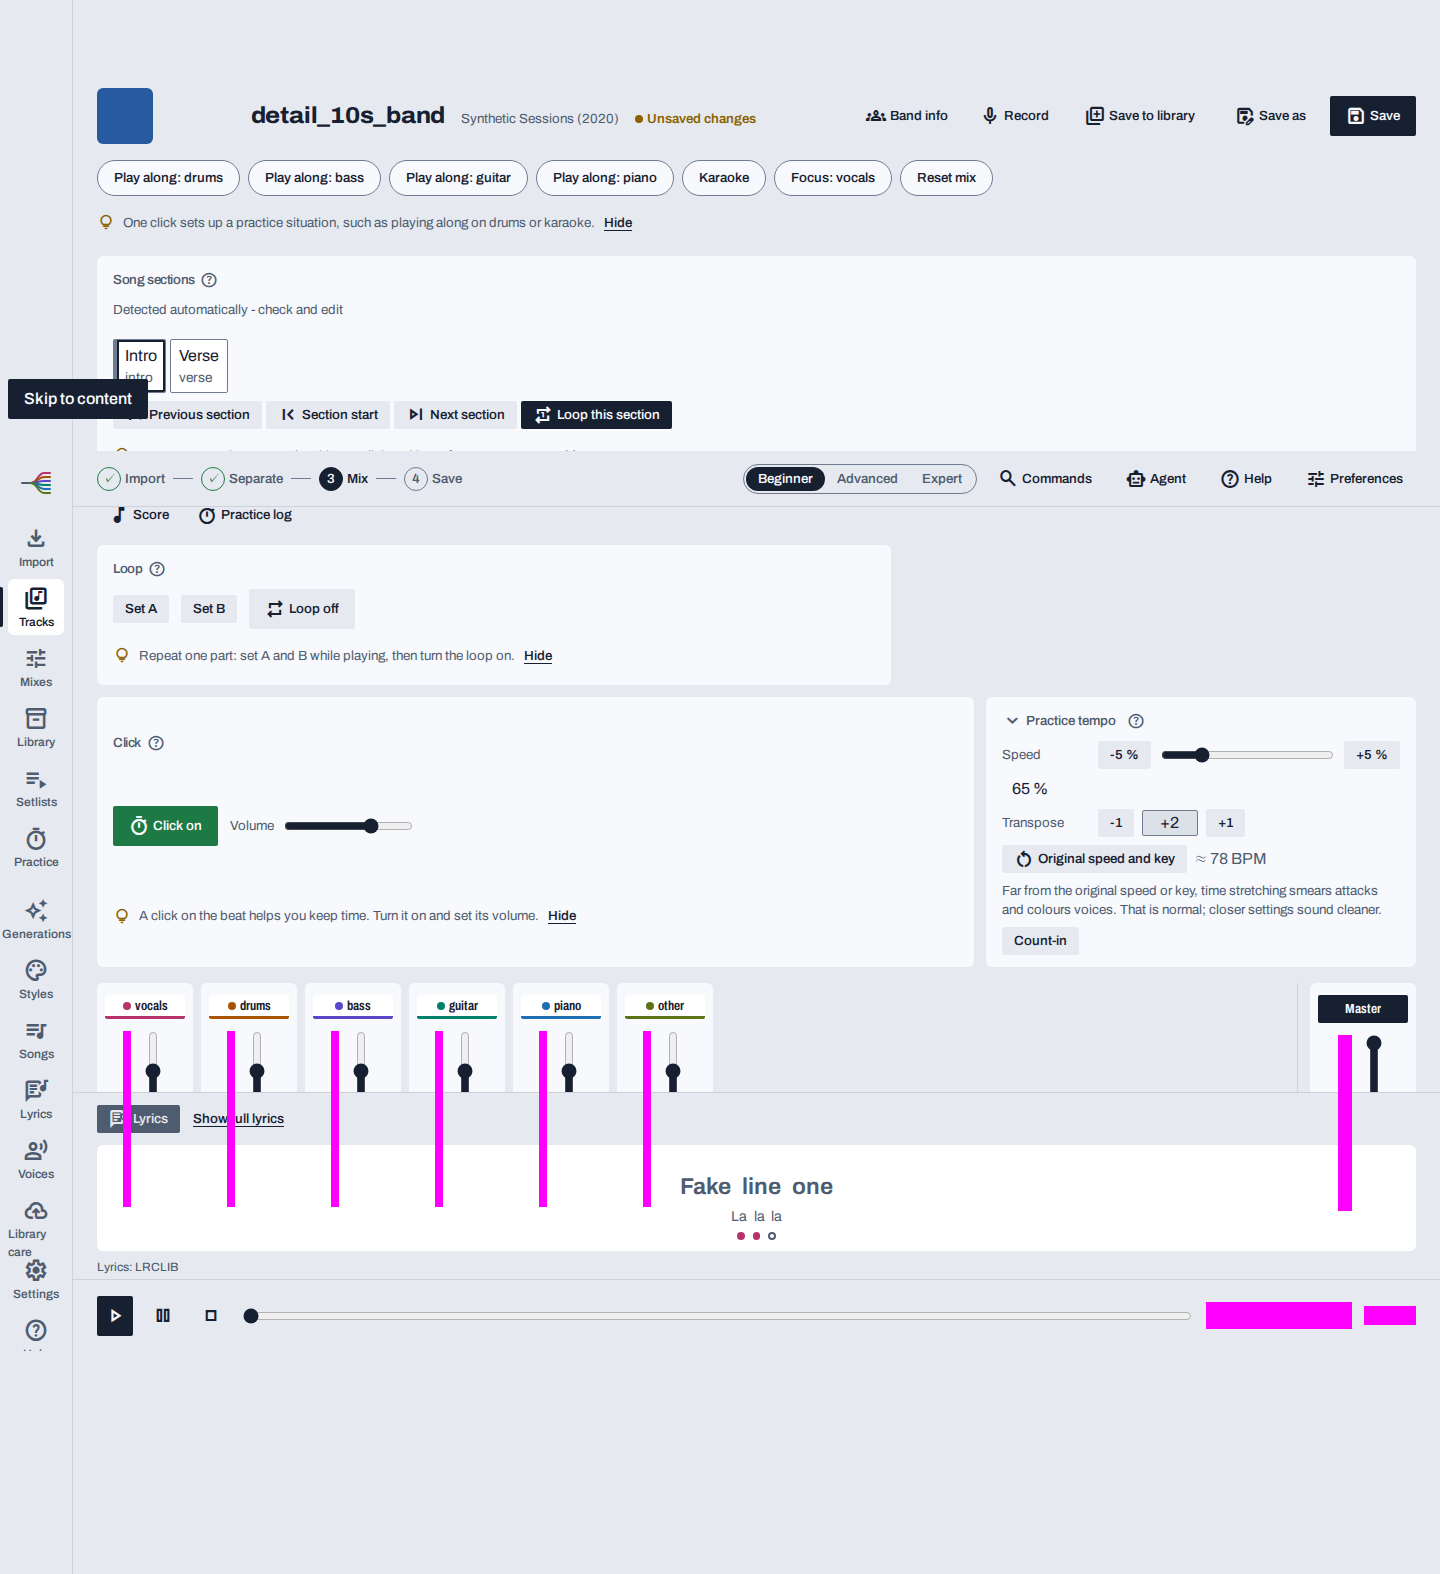 detail_10s_band
Synthetic Sessions (2020)
Unsaved changes
Band info
Record
Save to library
Save as
Save
Play along: drums
Play along: bass
Play along: guitar
Play along: piano
Karaoke
Focus: vocals
Reset mix
One click sets up a practice situation, such as playing along on drums or karaoke. Hide
Song sections
Detected automatically - check and edit
Intro
intro
Verse
verse
Skip to content
Previous section
Section start
Next section
Loop this section
Import
Separate
3 Mix
4 Save
Beginner
Advanced
Expert
Commands
Agent
Help
Preferences
Score
Practice log
Import
Tracks
Mixes
Library
Setlists
Practice
Generations
Styles
Songs
Lyrics
Voices
Library care
Settings
Loop
Set A
Set B
Loop off
Repeat one part: set A and B while playing, then turn the loop on. Hide
Click
Click on
Volume
A click on the beat helps you keep time. Turn it on and set its volume. Hide
Practice tempo
Speed
-5 %
+5 %
65 %
Transpose
-1
+2
+1
Original speed and key
≈ 78 BPM
Far from the original speed or key, time stretching smears attacks
and colours voices. That is normal; closer settings sound cleaner.
Count-in
vocals
drums
bass
guitar
piano
other
Master
Lyrics
Show full lyrics
Fake line one
La la la
Lyrics: LRCLIB